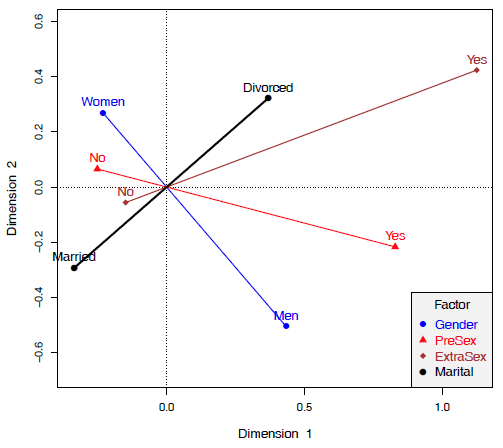 Yes
Divorced
Women
No
No
Yes
Married
Men
0.6
0.4
0.2
0.0
−0.2
−0.4
−0.6
Dimension 2
0.0 0.5 1.0
Dimension 1
Factor
Gender
PreSex
ExtraSex
Marital